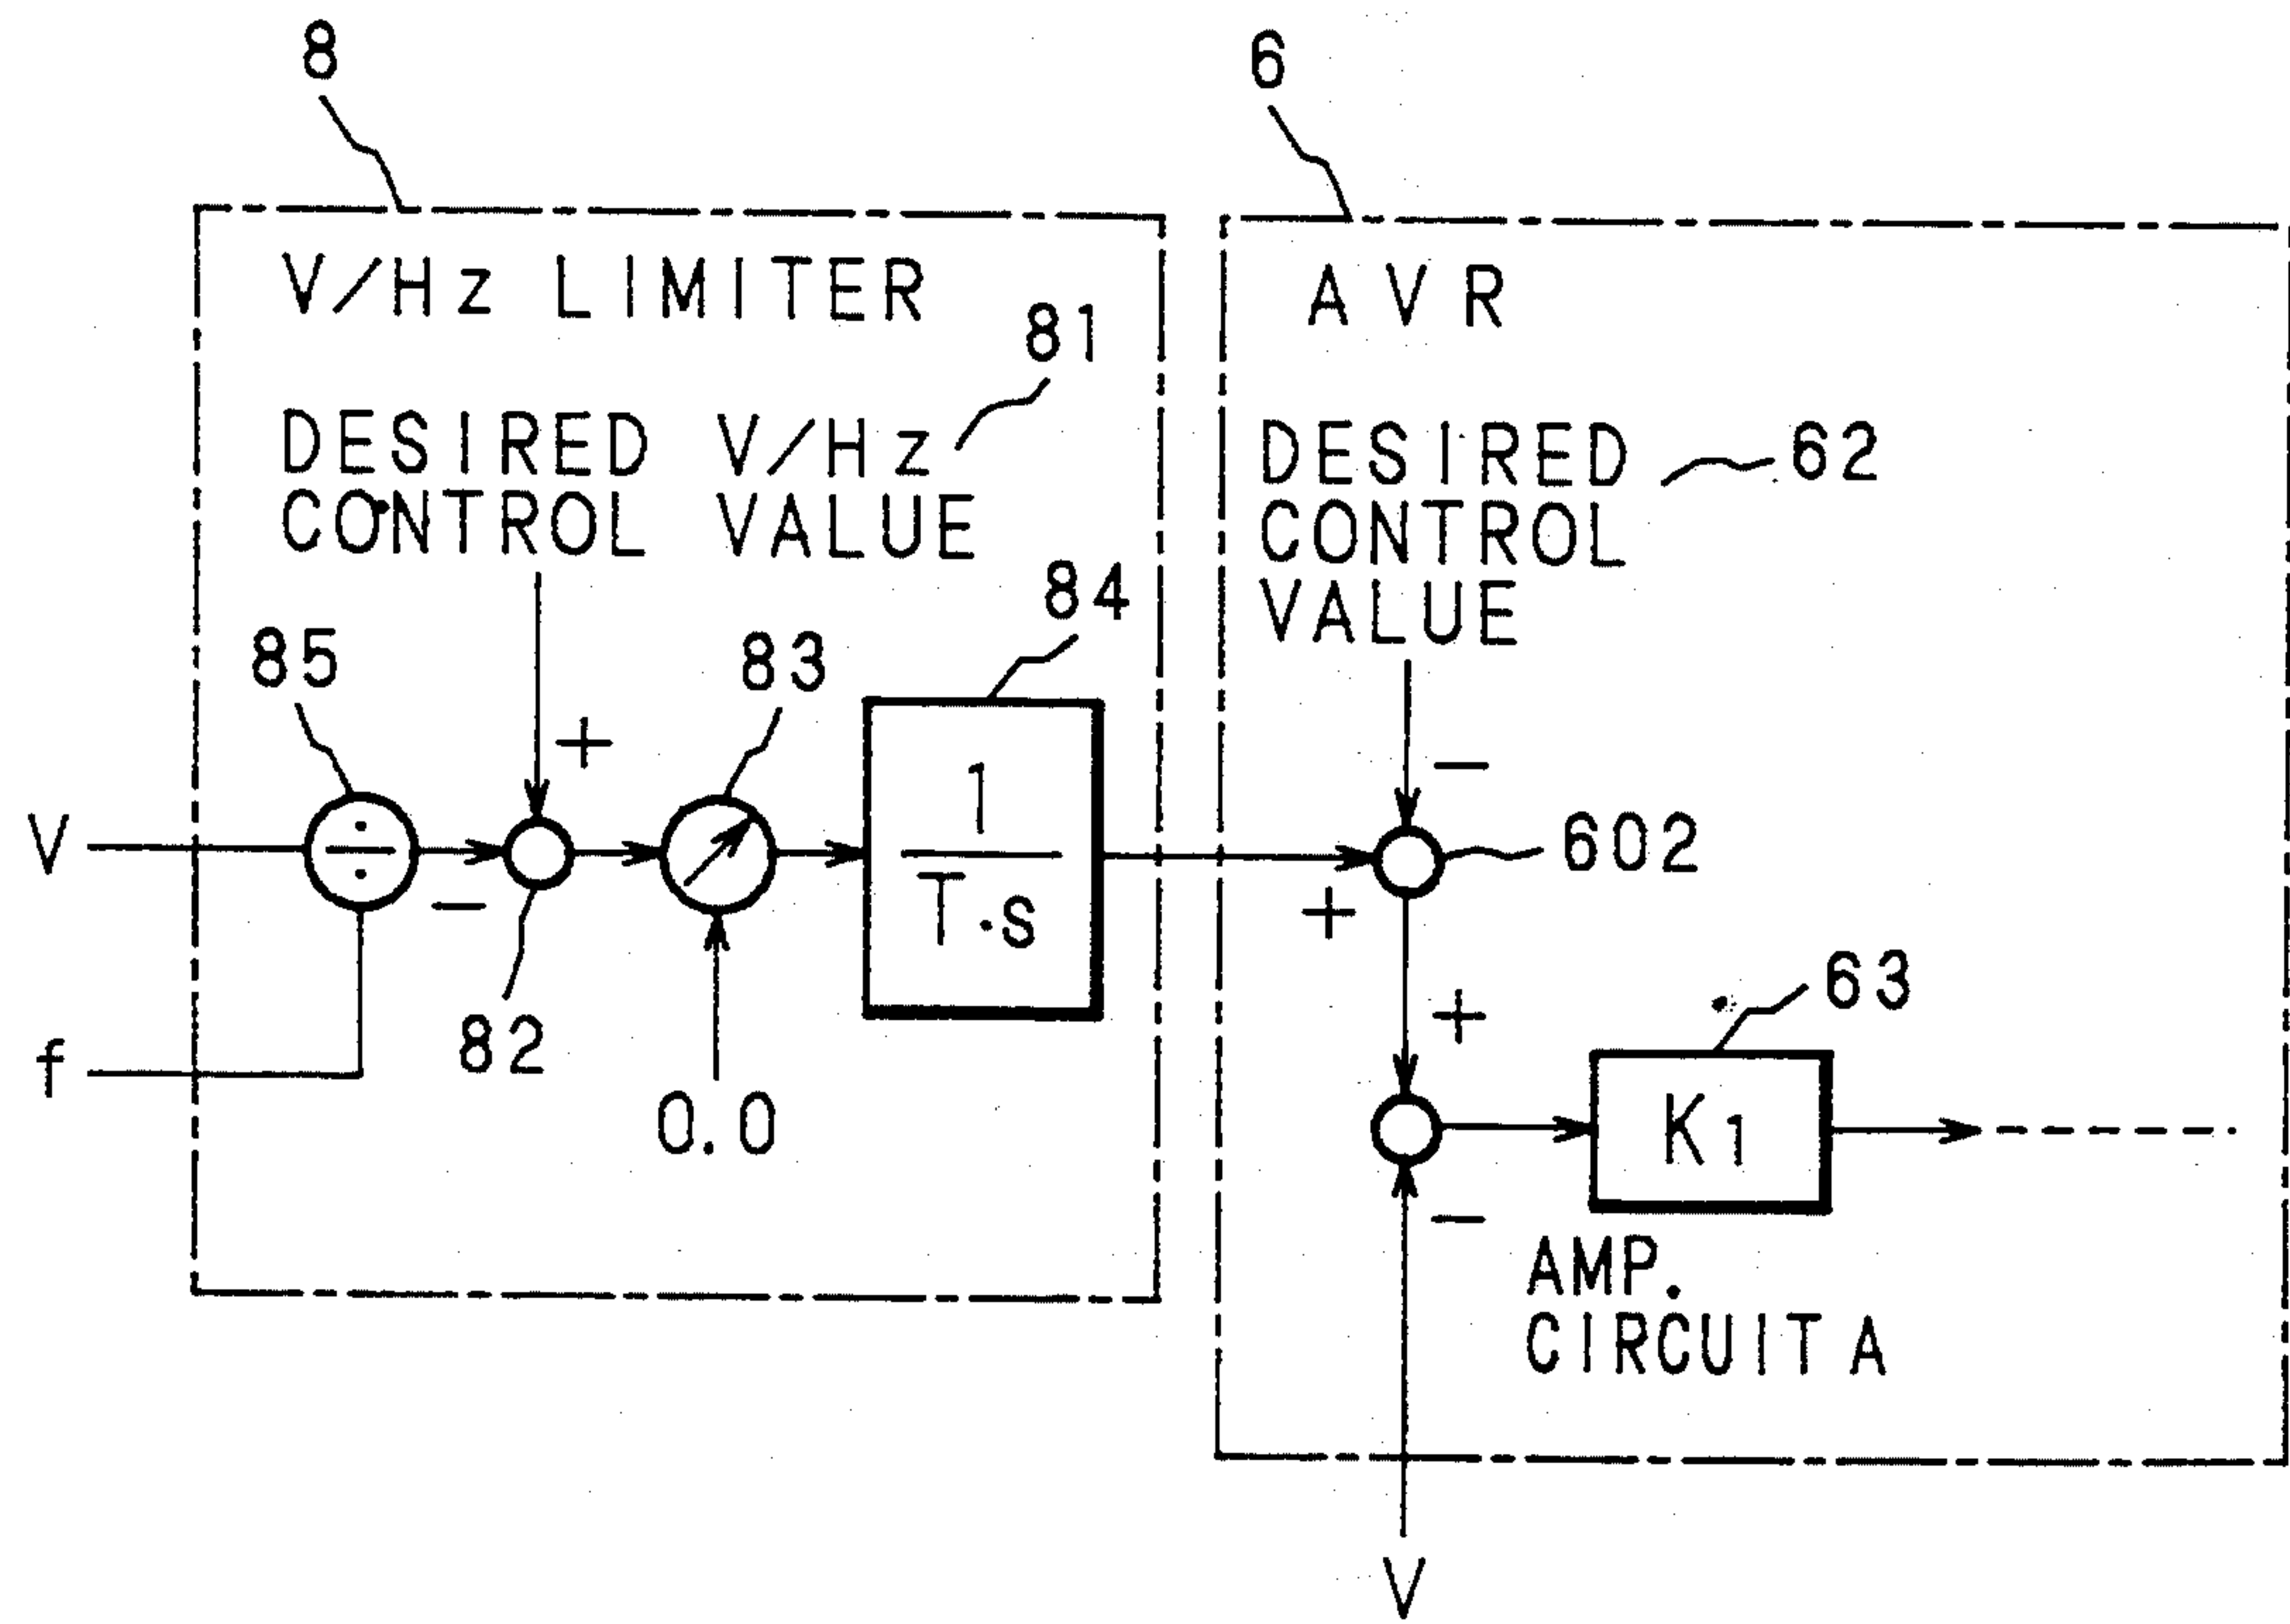 8
6
V/Hz LIMITER
AVR
81
DESIRED V/Hz
CONTROL VALUE
DESIRED
CONTROL
VALUE
62
84
85
83
+
−
1
T·s
V
−
82
602
+
f
0.0
+
63
K1
−
AMP.
CIRCUIT A
V